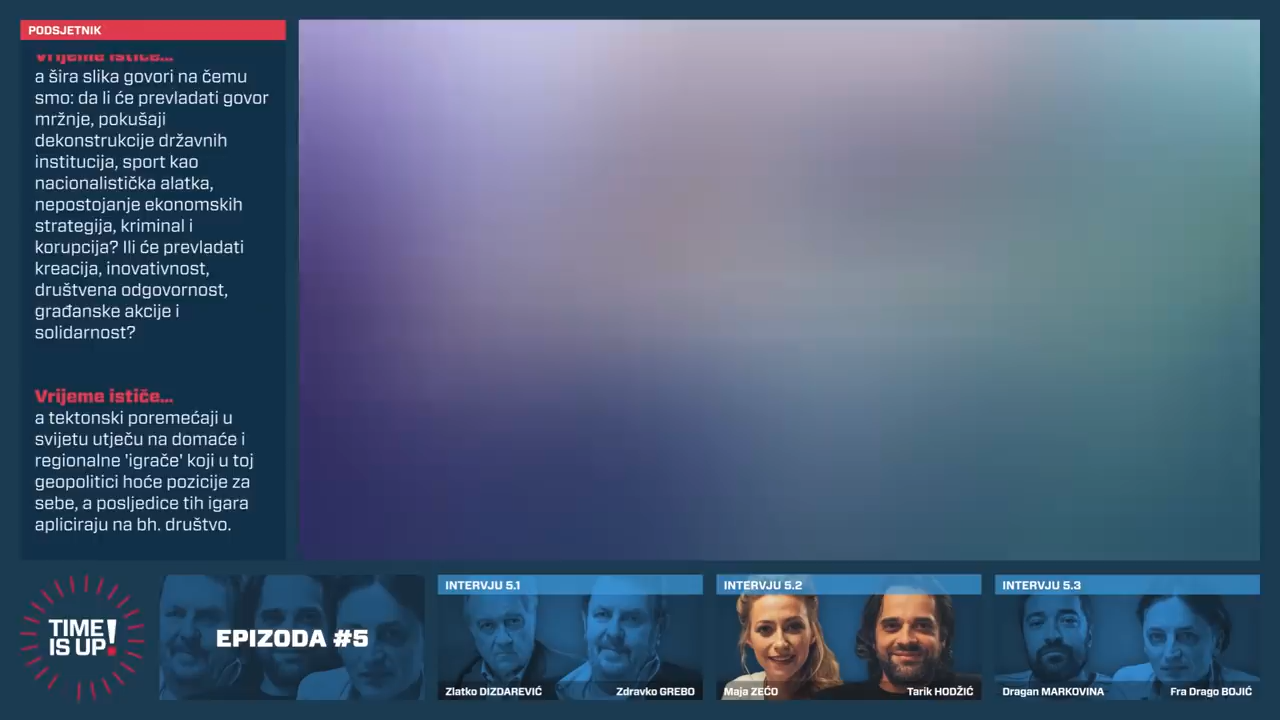 PODSJETNIK
Vrijeme ističe...
a šira slika govori na čemu
smo: da li će prevladati govor
mržnje, pokušaji
dekonstrukcije državnih
institucija, sport kao
nacionalistička alatka,
nepostojanje ekonomskih
strategija, kriminal i
korupcija? Ili će prevladati
kreacija, inovativnost,
društvena odgovornost,
građanske akcije i
solidarnost?
Vrijeme ističe...
a tektonski poremećaji u
svijetu utječu na domaće i
regionalne 'igrače' koji u toj
geopolitici hoće pozicije za
sebe, a posljedice tih igara
apliciraju na bh. društvo.
TIME
IS UP!
EPIZODA #5
INTERVJU 5.1
Zlatko DIZDAREVIĆ
Zdravko GREBO
INTERVJU 5.2
Maja ZEĆO
Tarik HODŽIĆ
INTERVJU 5.3
Dragan MARKOVINA
Fra Drago BOJIĆ